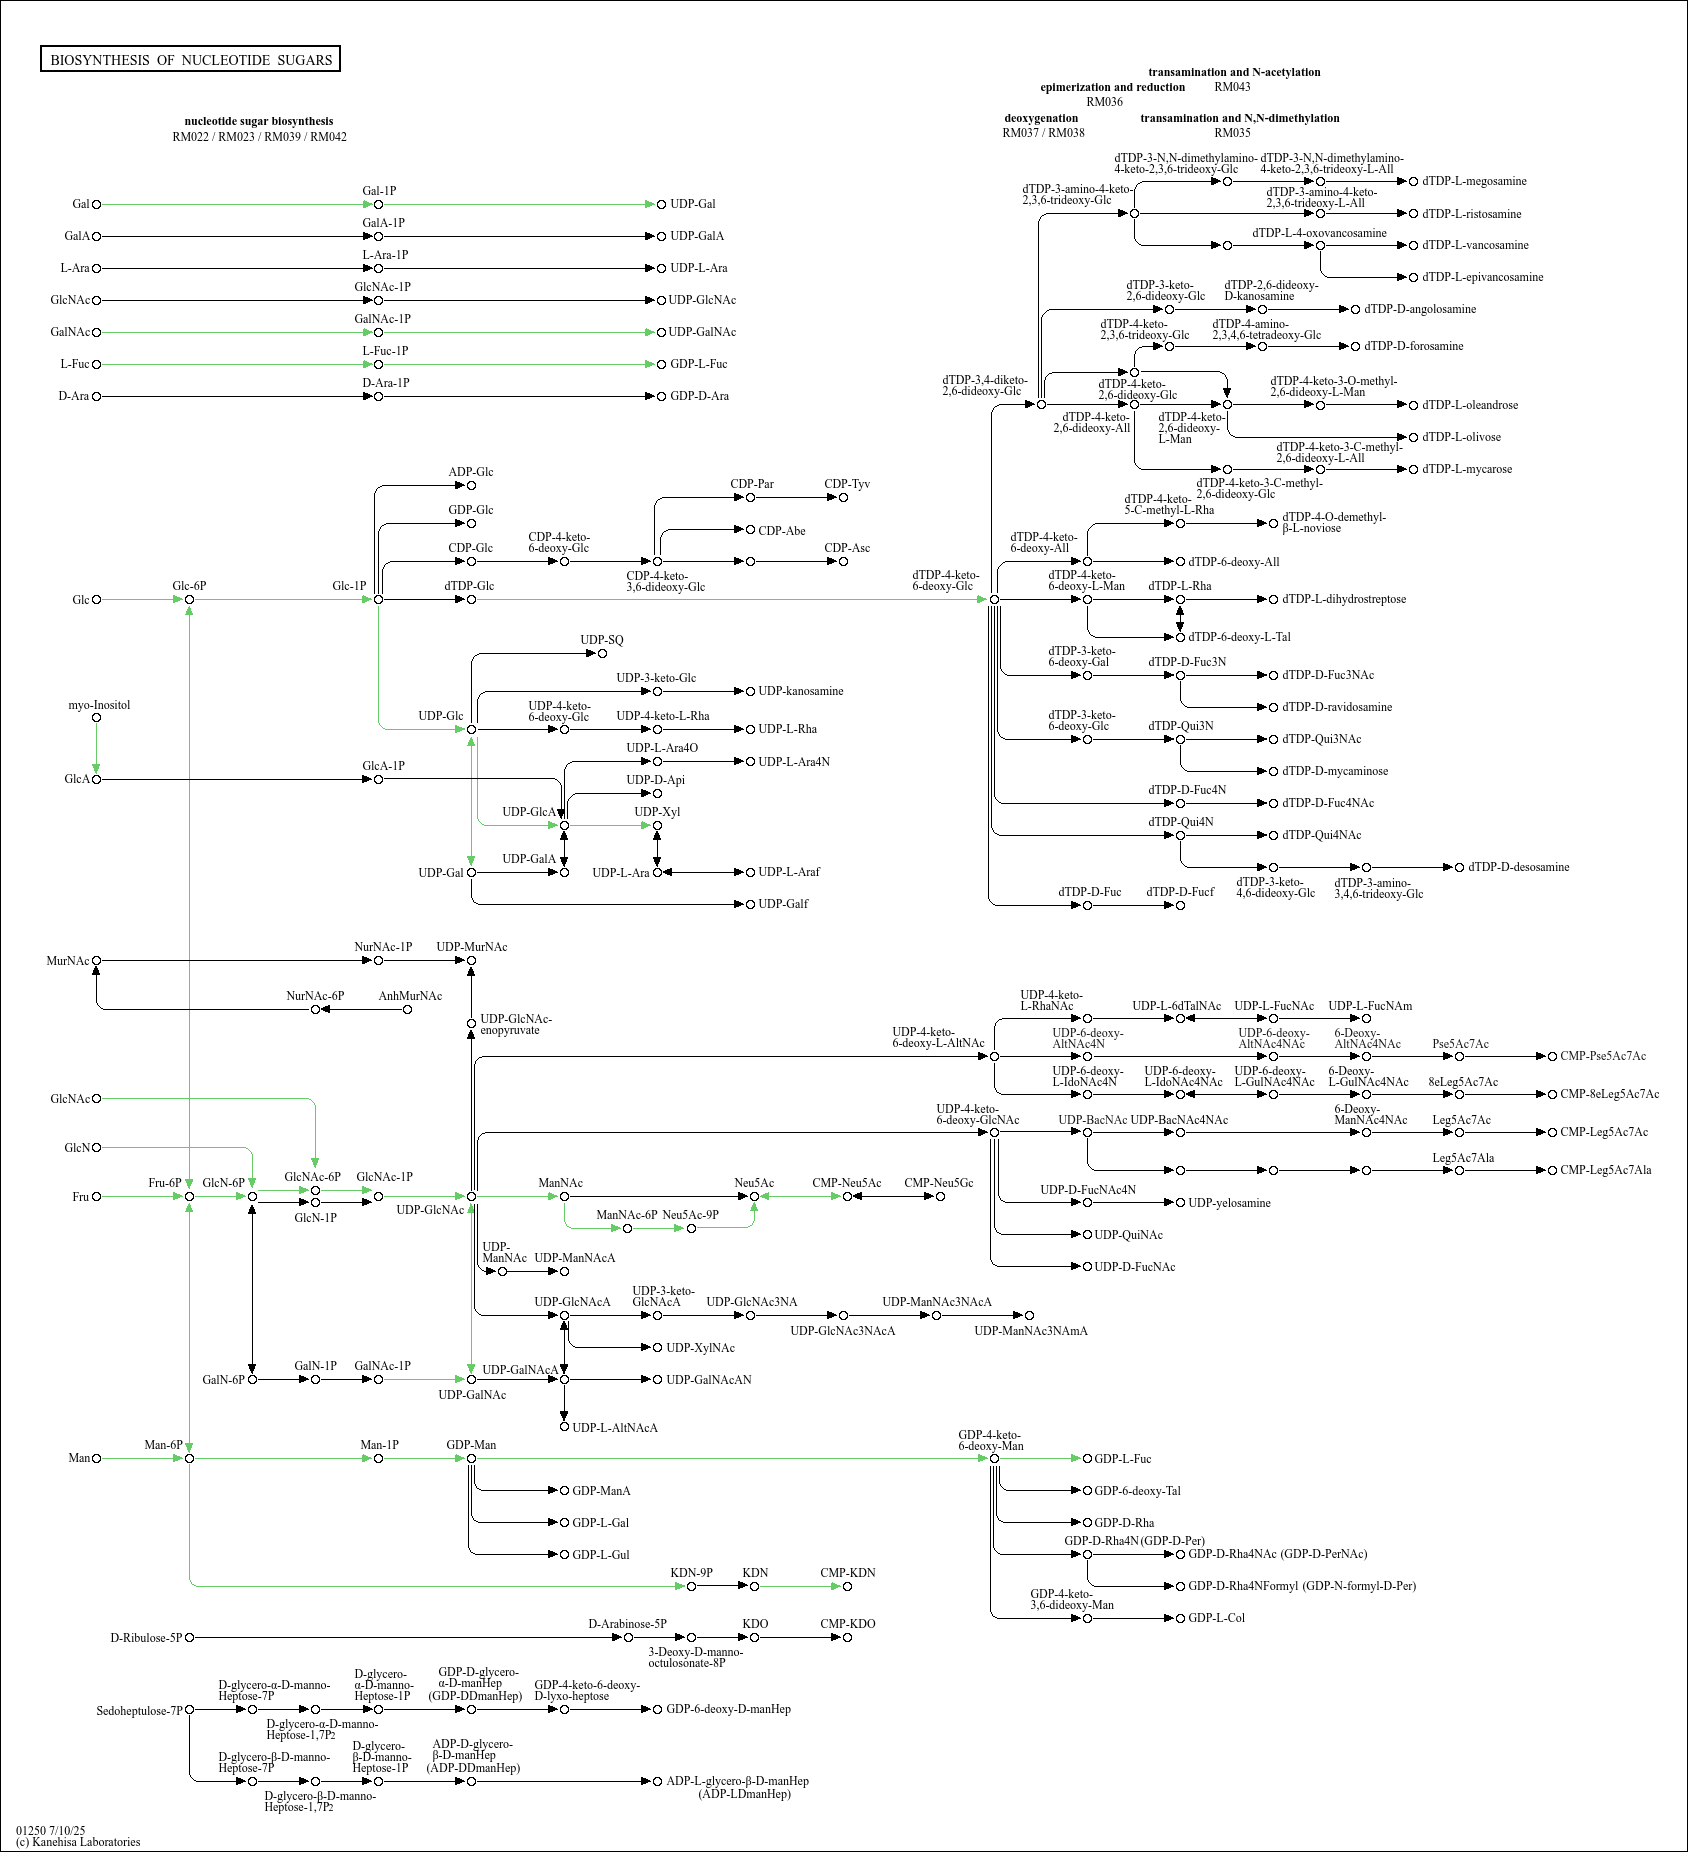 BIOSYNTHESIS OF NUCLEOTIDE SUGARS
transamination and N-acetylation
epimerization and reduction
RM043
RM036
deoxygenation
transamination and N,N-dimethylation
nucleotide sugar biosynthesis
RM037 / RM038
RM035
RM022 / RM023 / RM039 / RM042
dTDP-3-N,N-dimethylamino-
4-keto-2,3,6-trideoxy-Glc
dTDP-3-N,N-dimethylamino-
4-keto-2,3,6-trideoxy-L-All
dTDP-L-megosamine
dTDP-3-amino-4-keto-
2,3,6-trideoxy-Glc
dTDP-3-amino-4-keto-
2,3,6-trideoxy-L-All
dTDP-L-ristosamine
Gal
Gal-1P
UDP-Gal
GalA
GalA-1P
UDP-GalA
dTDP-L-4-oxovancosamine
dTDP-L-vancosamine
L-Ara
L-Ara-1P
UDP-L-Ara
dTDP-L-epivancosamine
GlcNAc
GlcNAc-1P
UDP-GlcNAc
dTDP-3-keto-
2,6-dideoxy-Glc
dTDP-2,6-dideoxy-
D-kanosamine
dTDP-D-angolosamine
GalNAc
GalNAc-1P
UDP-GalNAc
dTDP-4-keto-
2,3,6-trideoxy-Glc
dTDP-4-amino-
2,3,4,6-tetradeoxy-Glc
dTDP-D-forosamine
L-Fuc
L-Fuc-1P
GDP-L-Fuc
D-Ara
D-Ara-1P
GDP-D-Ara
dTDP-3,4-diketo-
2,6-dideoxy-Glc
dTDP-4-keto-
2,6-dideoxy-Glc
dTDP-4-keto-3-O-methyl-
2,6-dideoxy-L-Man
dTDP-L-oleandrose
dTDP-4-keto-
2,6-dideoxy-All
dTDP-4-keto-
2,6-dideoxy-
L-Man
dTDP-L-olivose
dTDP-4-keto-3-C-methyl-
2,6-dideoxy-L-All
dTDP-L-mycarose
dTDP-4-keto-3-C-methyl-
2,6-dideoxy-Glc
ADP-Glc
CDP-Par
CDP-Tyv
GDP-Glc
CDP-Abe
dTDP-4-keto-
5-C-methyl-L-Rha
dTDP-4-O-demethyl-
β-L-noviose
CDP-Glc
CDP-4-keto-
6-deoxy-Glc
CDP-4-keto-
3,6-dideoxy-Glc
CDP-Asc
dTDP-4-keto-
6-deoxy-All
dTDP-6-deoxy-All
Glc
Glc-6P
Glc-1P
dTDP-Glc
dTDP-4-keto-
6-deoxy-Glc
dTDP-4-keto-
6-deoxy-L-Man
dTDP-L-Rha
dTDP-L-dihydrostreptose
dTDP-6-deoxy-L-Tal
UDP-SQ
dTDP-3-keto-
6-deoxy-Gal
dTDP-D-Fuc3N
dTDP-D-Fuc3NAc
UDP-3-keto-Glc
UDP-kanosamine
dTDP-D-ravidosamine
myo-Inositol
UDP-Glc
UDP-4-keto-
6-deoxy-Glc
UDP-4-keto-L-Rha
UDP-L-Rha
dTDP-3-keto-
6-deoxy-Glc
dTDP-Qui3N
dTDP-Qui3NAc
UDP-L-Ara4O
UDP-L-Ara4N
dTDP-D-mycaminose
GlcA
GlcA-1P
UDP-D-Api
dTDP-D-Fuc4N
dTDP-D-Fuc4NAc
UDP-GlcA
UDP-Xyl
dTDP-Qui4N
dTDP-Qui4NAc
UDP-Gal
UDP-GalA
UDP-L-Ara
UDP-L-Araf
dTDP-3-keto-
4,6-dideoxy-Glc
dTDP-3-amino-
3,4,6-trideoxy-Glc
dTDP-D-desosamine
UDP-Galf
dTDP-D-Fuc
dTDP-D-Fucf
MurNAc
NurNAc-1P
UDP-MurNAc
NurNAc-6P
AnhMurNAc
UDP-GlcNAc-
enopyruvate
UDP-4-keto-
L-RhaNAc
UDP-L-6dTalNAc
UDP-L-FucNAc
UDP-L-FucNAm
UDP-4-keto-
6-deoxy-L-AltNAc
UDP-6-deoxy-
AltNAc4N
UDP-6-deoxy-
AltNAc4NAc
6-Deoxy-
AltNAc4NAc
Pse5Ac7Ac
CMP-Pse5Ac7Ac
UDP-6-deoxy-
L-IdoNAc4N
UDP-6-deoxy-
L-IdoNAc4NAc
UDP-6-deoxy-
L-GulNAc4NAc
6-Deoxy-
L-GulNAc4NAc
8eLeg5Ac7Ac
CMP-8eLeg5Ac7Ac
GlcNAc
UDP-4-keto-
6-deoxy-GlcNAc
UDP-BacNAc
UDP-BacNAc4NAc
6-Deoxy-
ManNAc4NAc
Leg5Ac7Ac
CMP-Leg5Ac7Ac
GlcN
Leg5Ac7Ala
CMP-Leg5Ac7Ala
Fru
Fru-6P
GlcN-6P
GlcNAc-6P
GlcNAc-1P
GlcN-1P
UDP-GlcNAc
ManNAc
Neu5Ac
CMP-Neu5Ac
CMP-Neu5Gc
ManNAc-6P
Neu5Ac-9P
UDP-D-FucNAc4N
UDP-yelosamine
UDP-QuiNAc
UDP-
ManNAc
UDP-ManNAcA
UDP-D-FucNAc
UDP-GlcNAcA
UDP-3-keto-
GlcNAcA
UDP-GlcNAc3NA
UDP-GlcNAc3NAcA
UDP-ManNAc3NAcA
UDP-ManNAc3NAmA
UDP-XylNAc
GalN-6P
GalN-1P
GalNAc-1P
UDP-GalNAc
UDP-GalNAcA
UDP-GalNAcAN
UDP-L-AltNAcA
Man
Man-6P
Man-1P
GDP-Man
GDP-4-keto-
6-deoxy-Man
GDP-L-Fuc
GDP-ManA
GDP-6-deoxy-Tal
GDP-L-Gal
GDP-D-Rha
GDP-L-Gul
GDP-D-Rha4N (GDP-D-Per)
GDP-D-Rha4NAc (GDP-D-PerNAc)
KDN-9P
KDN
CMP-KDN
GDP-D-Rha4NFormyl (GDP-N-formyl-D-Per)
GDP-4-keto-
3,6-dideoxy-Man
GDP-L-Col
D-Ribulose-5P
D-Arabinose-5P
3-Deoxy-D-manno-
octulosonate-8P
KDO
CMP-KDO
Sedoheptulose-7P
D-glycero-α-D-manno-
Heptose-7P
D-glycero-α-D-manno-
Heptose-1,7P2
D-glycero-
α-D-manno-
Heptose-1P
GDP-D-glycero-
α-D-manHep
(GDP-DDmanHep)
GDP-4-keto-6-deoxy-
D-lyxo-heptose
GDP-6-deoxy-D-manHep
D-glycero-β-D-manno-
Heptose-7P
D-glycero-β-D-manno-
Heptose-1,7P2
D-glycero-
β-D-manno-
Heptose-1P
ADP-D-glycero-
β-D-manHep
(ADP-DDmanHep)
ADP-L-glycero-β-D-manHep
(ADP-LDmanHep)
01250 7/10/25
(c) Kanehisa Laboratories